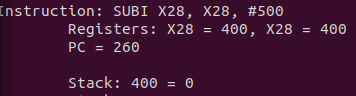 Instruction: SUBI X28, X28, #500
Registers: X28 = 400, X28 = 400
PC = 260
Stack: 400 = 0